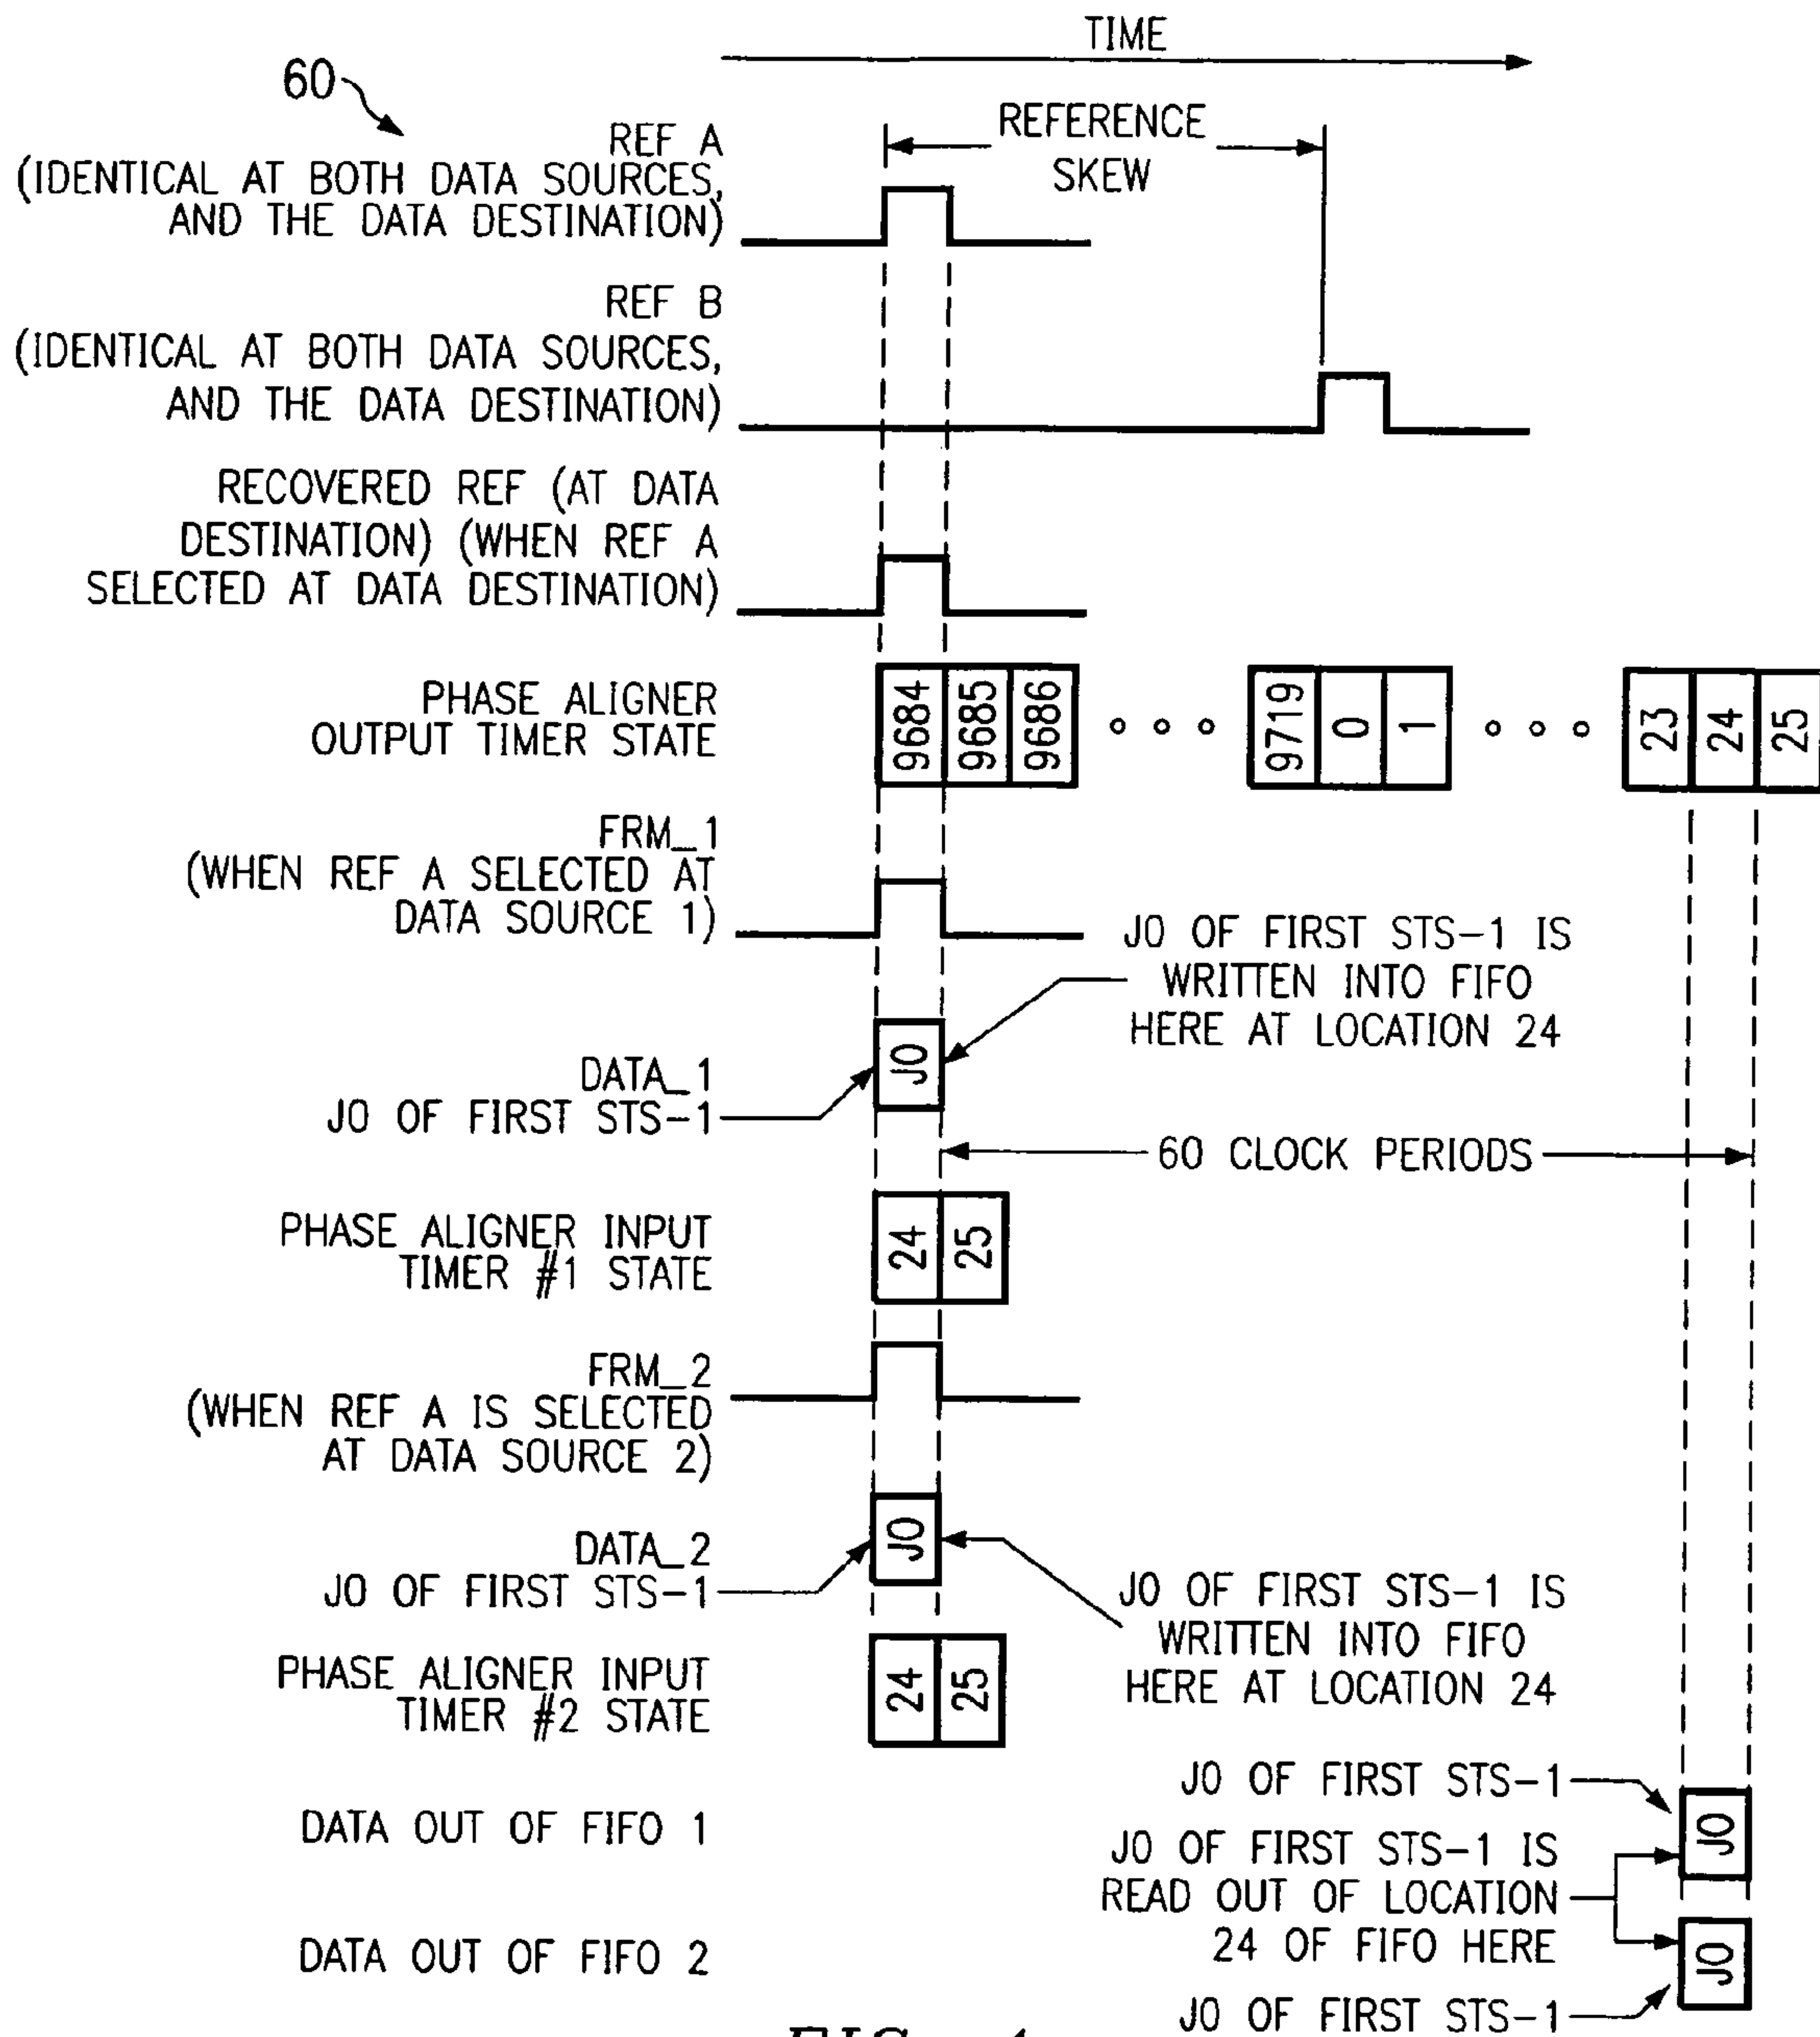 TIME
60
REF A
(IDENTICAL AT BOTH DATA SOURCES,
AND THE DATA DESTINATION)
REFERENCE
SKEW
REF B
(IDENTICAL AT BOTH DATA SOURCES,
AND THE DATA DESTINATION)
RECOVERED REF (AT DATA
DESTINATION) (WHEN REF A
SELECTED AT DATA DESTINATION)
PHASE ALIGNER
OUTPUT TIMER STATE
9684 9685 9686 9719 0 1 23 24 25
FRM_1
(WHEN REF A SELECTED AT
DATA SOURCE 1)
J0 OF FIRST STS-1 IS
WRITTEN INTO FIFO
HERE AT LOCATION 24
J0
DATA_1
J0 OF FIRST STS-1
60 CLOCK PERIODS
PHASE ALIGNER INPUT
TIMER #1 STATE
24 25
FRM_2
(WHEN REF A IS SELECTED
AT DATA SOURCE 2)
J0
DATA_2
J0 OF FIRST STS-1
J0 OF FIRST STS-1 IS
WRITTEN INTO FIFO
HERE AT LOCATION 24
PHASE ALIGNER INPUT
TIMER #2 STATE
24 25
J0 OF FIRST STS-1
DATA OUT OF FIFO 1
J0
J0 OF FIRST STS-1 IS
READ OUT OF LOCATION
24 OF FIFO HERE
DATA OUT OF FIFO 2
J0
J0 OF FIRST STS-1